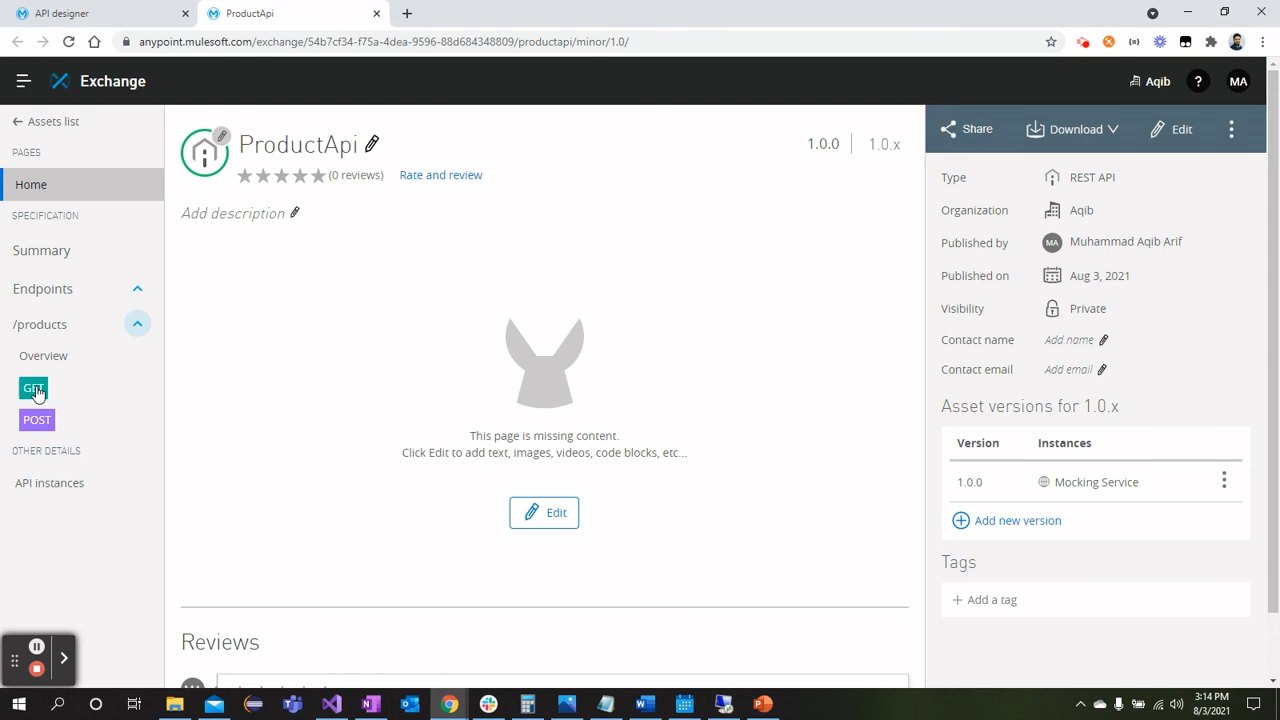 API designer
ProductApi
anypoint.mulesoft.com/exchange/54b7cf34-f75a-4dea-9596-88d684348809/productapi/minor/1.0/
Exchange
Aqib
?
MA
Assets list
PAGES
Home
SPECIFICATION
Summary
Endpoints
/products
Overview
GET
POST
OTHER DETAILS
API instances
ProductApi
1.0.0
1.0.x
(0 reviews)
Rate and review
Add description
This page is missing content.
Click Edit to add text, images, videos, code blocks, etc...
Edit
Reviews
Share
Download
Edit
Type
REST API
Organization
Aqib
Published by
MA
Muhammad Aqib Arif
Published on
Aug 3, 2021
Visibility
Private
Contact name
Add name
Contact email
Add email
Asset versions for 1.0.x
Version
Instances
1.0.0
Mocking Service
Add new version
Tags
+ Add a tag
3:14 PM
8/3/2021